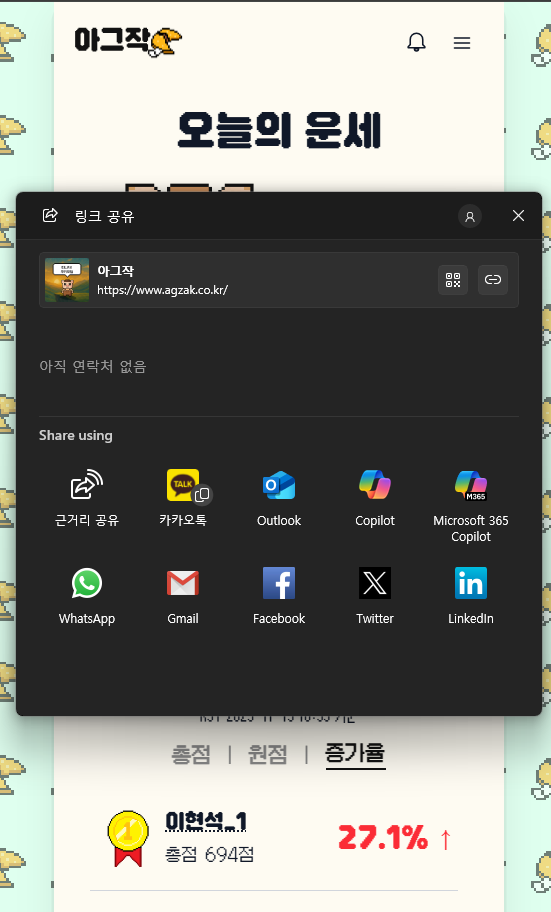 아그작
오늘의 운세
링크 공유
아그작
https://www.agzak.co.kr/
아직 연락처 없음
Share using
TALK
M365
근거리 공유
카카오톡
Outlook
Copilot
Microsoft 365
Copilot
WhatsApp
Gmail
Facebook
Twitter
LinkedIn
총점 | 원점 | 증가율
1
이현석_1
27.1% ↑
총점 694점